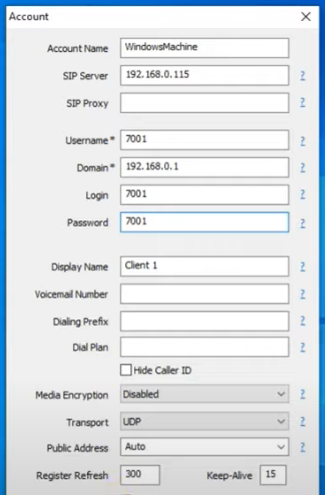 Account
Account Name WindowsMachine
SIP Server 192.168.0.115 ?
SIP Proxy ?
Username* 7001 ?
Domain* 192.168.0.1 ?
Login 7001 ?
Password 7001 ?
Display Name Client 1 ?
Voicemail Number ?
Dialing Prefix ?
Dial Plan ?
Hide Caller ID
Media Encryption Disabled ?
Transport UDP ?
Public Address Auto ?
Register Refresh 300 Keep-Alive 15 ?